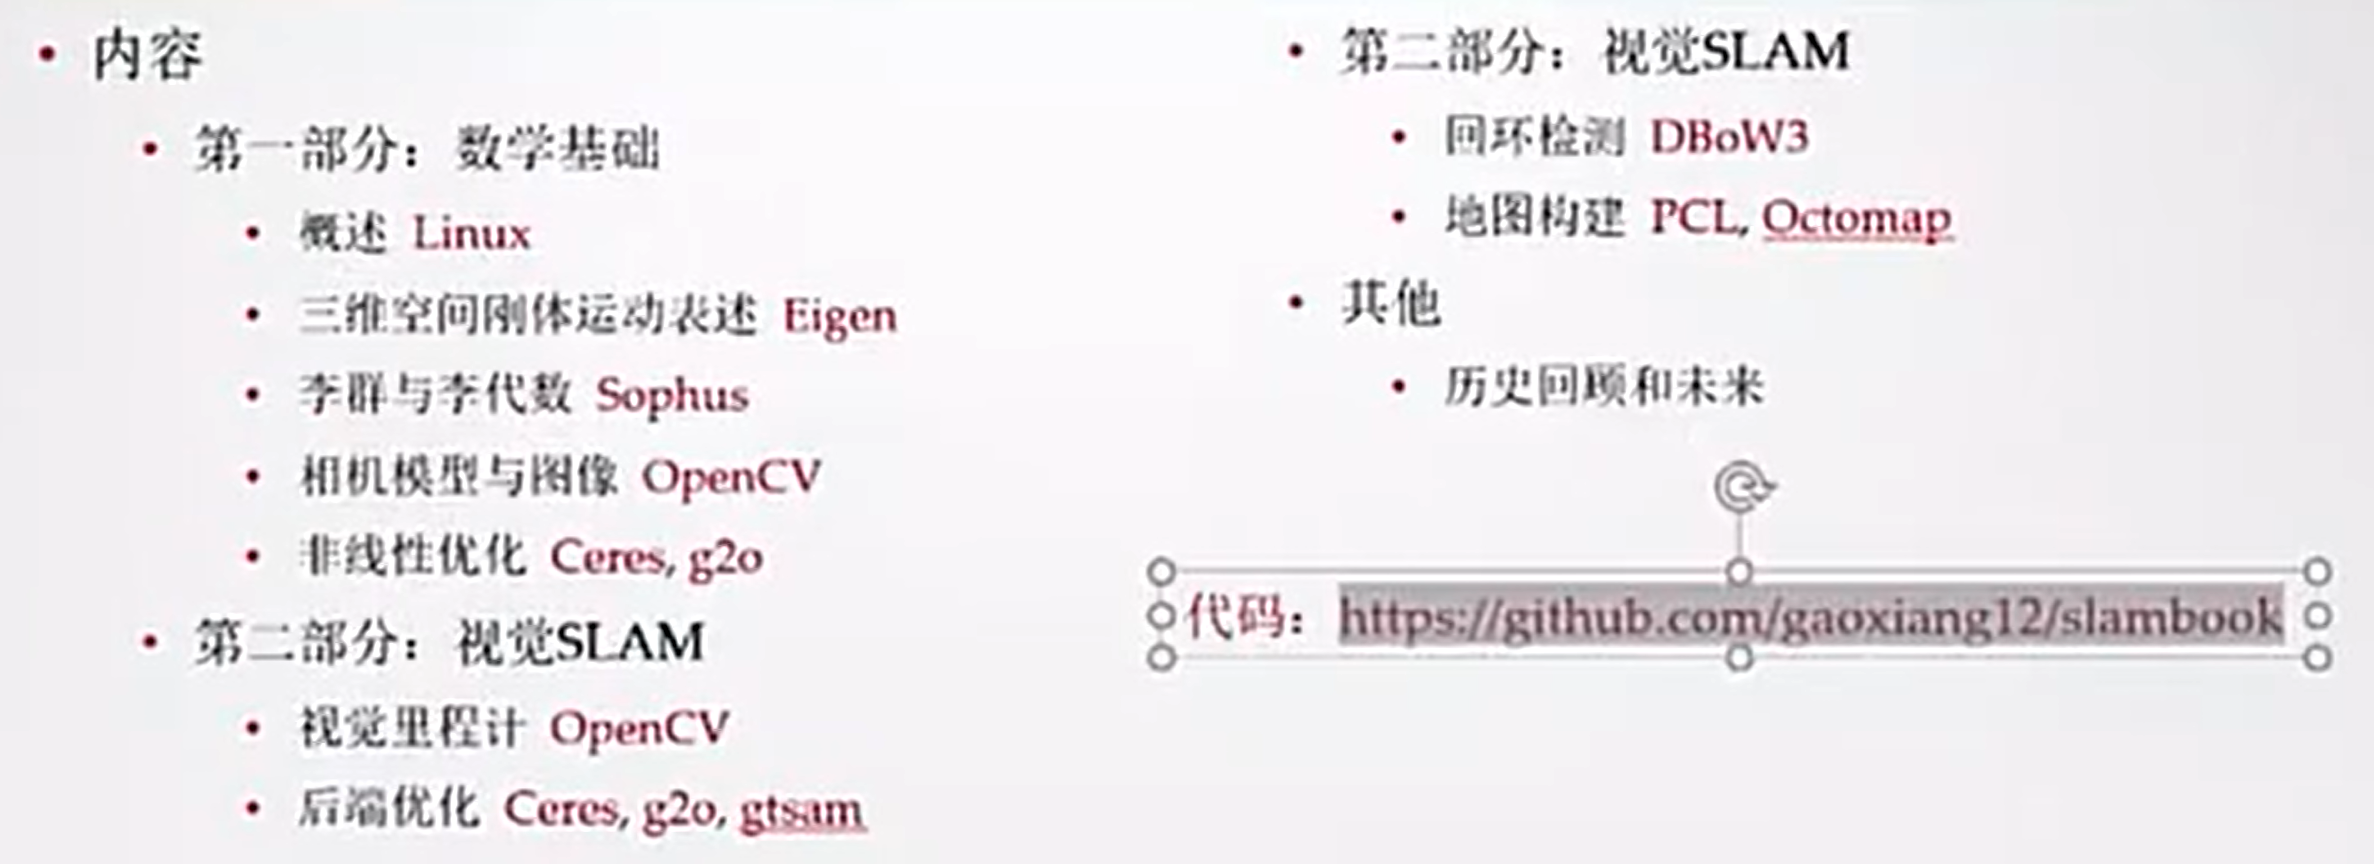 内容
第一部分：数学基础
概述 Linux
三维空间刚体运动表述 Eigen
李群与李代数 Sophus
相机模型与图像 OpenCV
非线性优化 Ceres, g2o
第二部分：视觉SLAM
视觉里程计 OpenCV
后端优化 Ceres, g2o, gtsam
第二部分：视觉SLAM
回环检测 DBoW3
地图构建 PCL, Octomap
其他
历史回顾和未来
代码：https://github.com/gaoxiang12/slambook